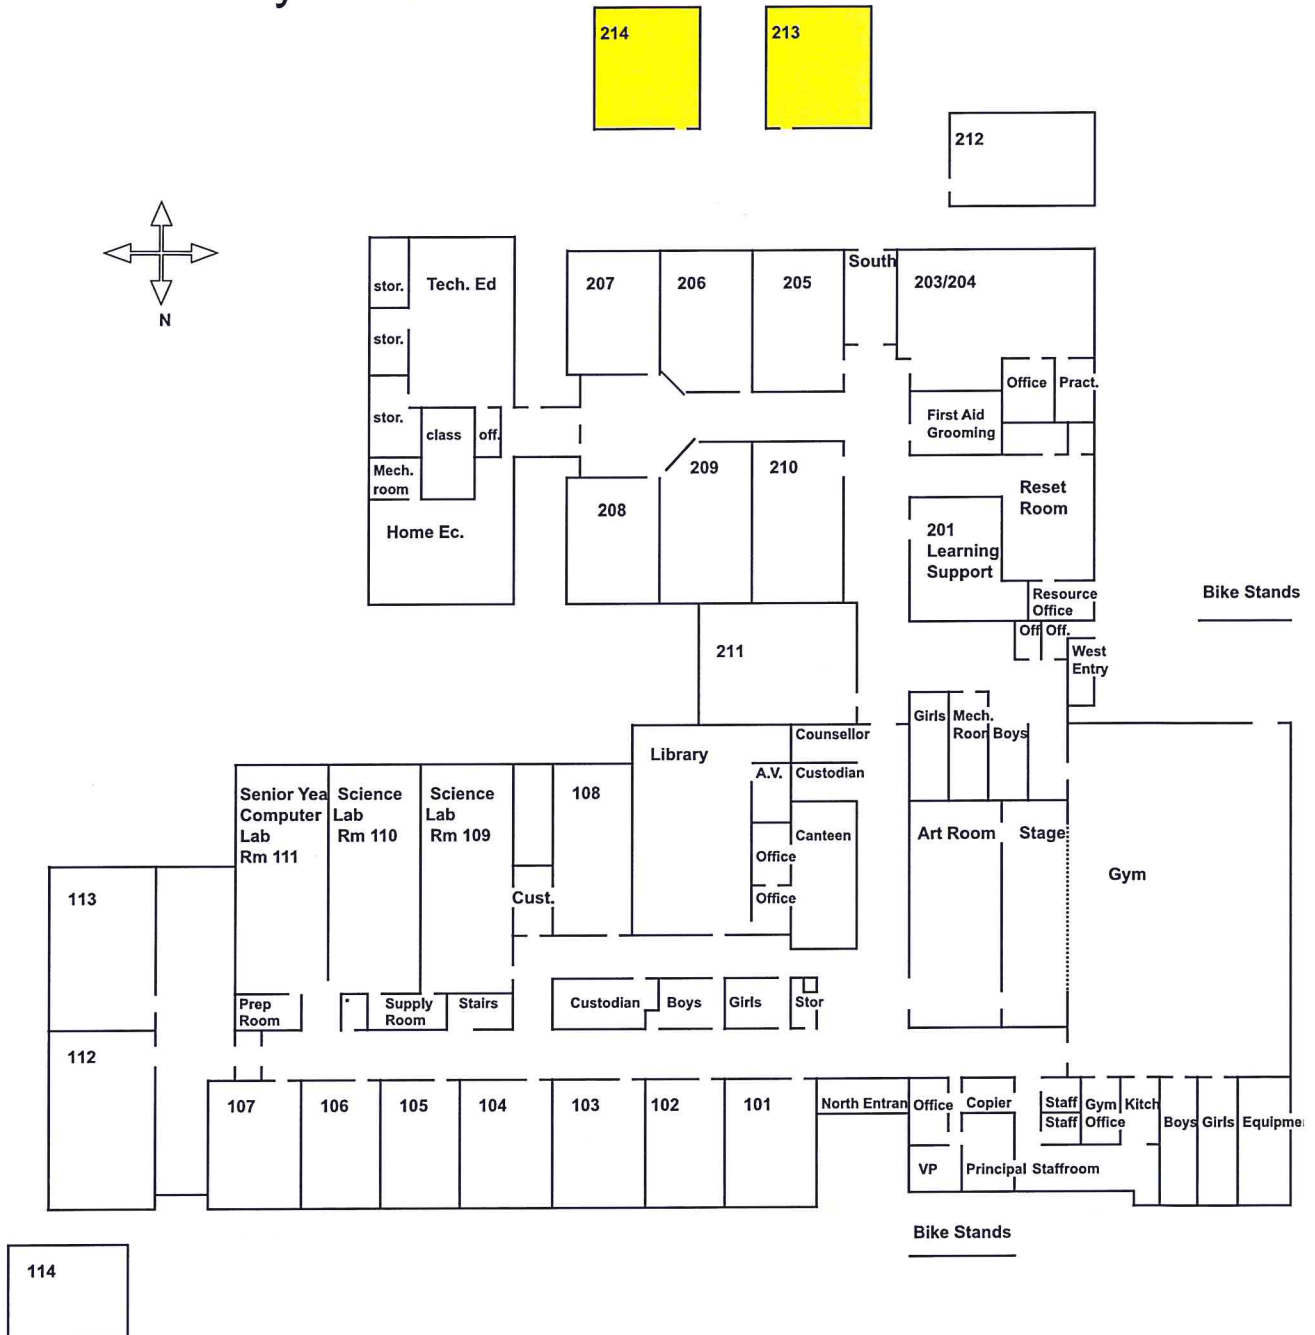 y
214
213
212
N
stor.
Tech. Ed
stor.
stor.
class
off.
Mech.
room
Home Ec.
207
206
205
South
203/204
Office
Pract.
First Aid
Grooming
209
210
208
Reset
Room
201
Learning
Support
Resource
Office
Off
Off.
West
Entry
Bike Stands
211
Girls
Mech.
Room
Boys
Counsellor
Library
A.V.
Custodian
Canteen
Office
Office
Senior Yea
Computer
Lab
Rm 111
Science
Lab
Rm 110
Science
Lab
Rm 109
108
Cust.
Art Room
Stage
Gym
113
112
Prep
Room
Supply
Room
Stairs
Custodian
Boys
Girls
Stor
107
106
105
104
103
102
101
North Entran
Office
Copier
Staff
Staff
Gym
Office
Kitch
Boys
Girls
Equipme
VP
Principal
Staffroom
Bike Stands
114